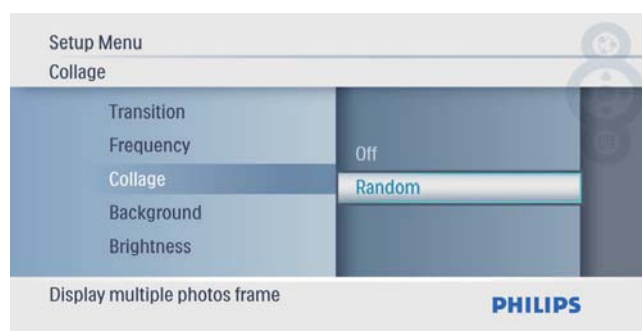 Setup Menu
Collage
Transition
Frequency
Collage
Background
Brightness
Off
Random
Display multiple photos frame
PHILIPS